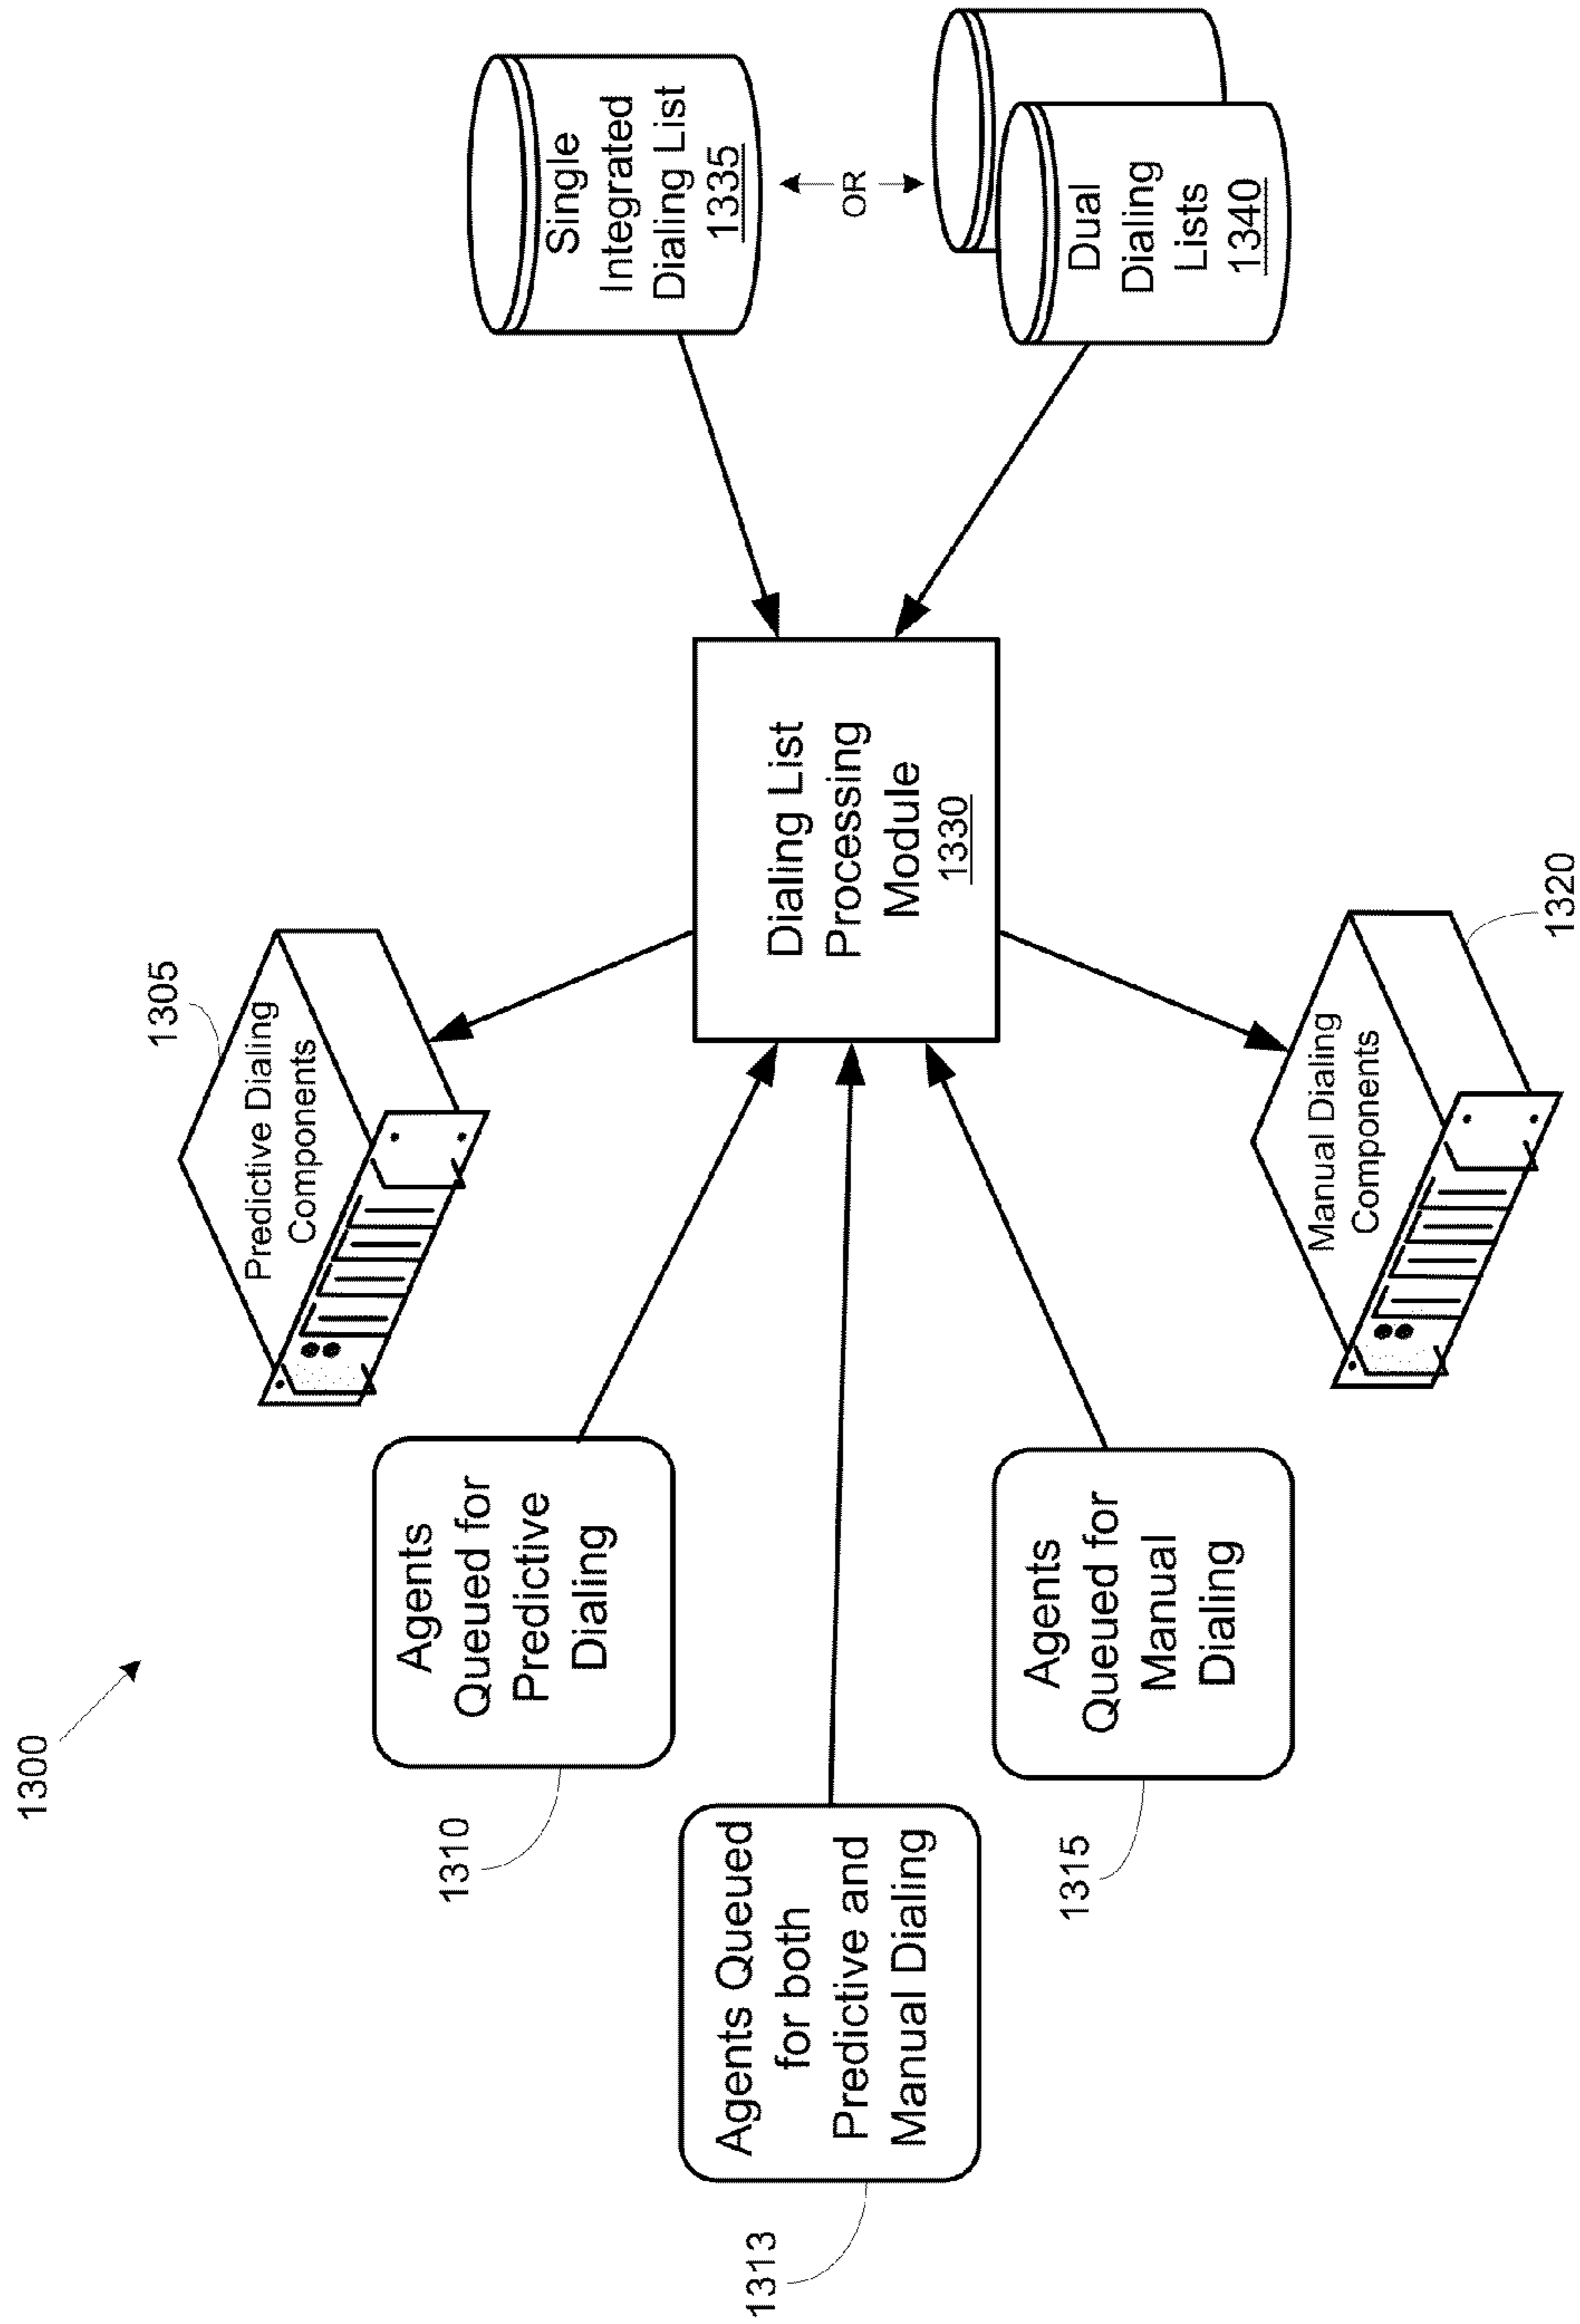 1300
1305
Predictive Dialing
Components
1310
Agents
Queued for
Predictive
Dialing
1313
Agents Queued
for both
Predictive and
Manual Dialing
1315
Agents
Queued for
Manual
Dialing
Dialing List
Processing
Module
1330
Manual Dialing
Components
1320
Single
Integrated
Dialing List
1335
OR
Dual
Dialing
Lists
1340